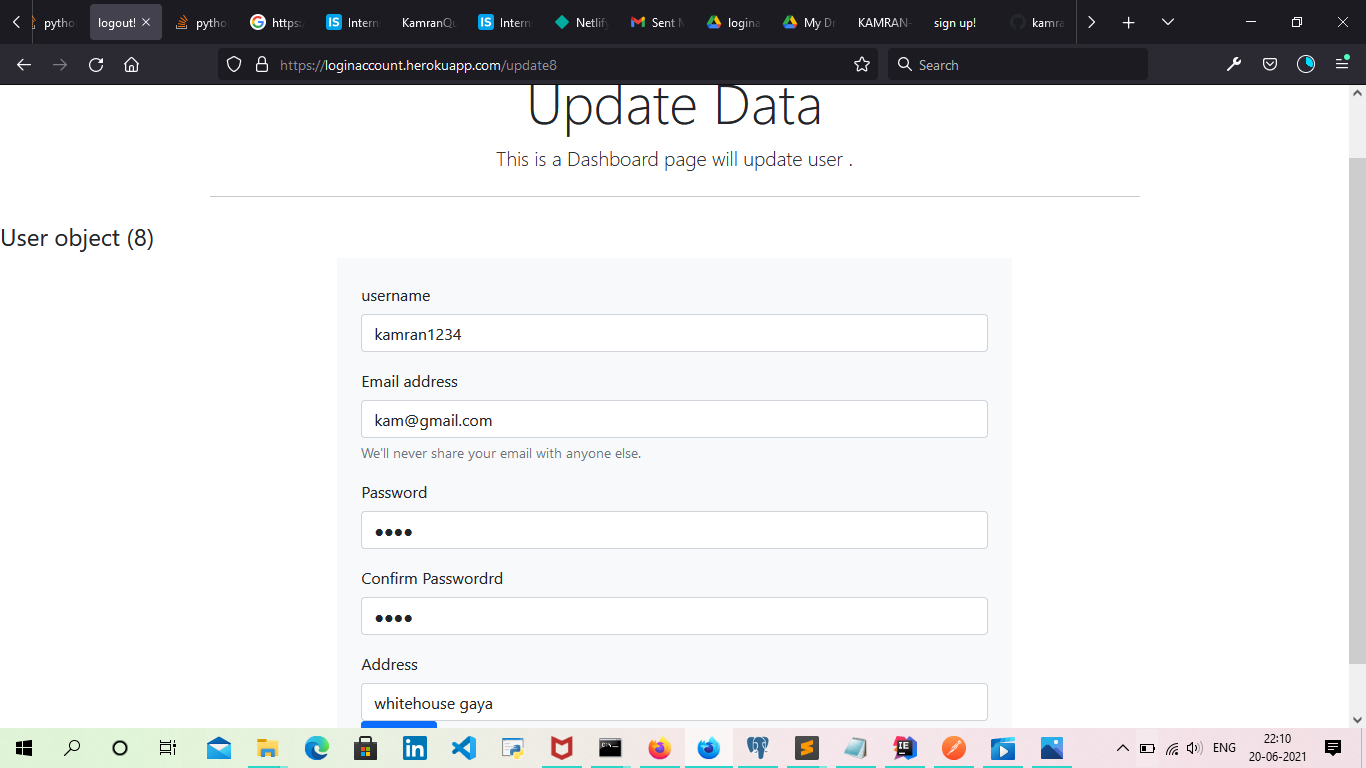 pytho
logout!
pytho
https:/
Intern
KamranQu
Intern
Netlify
Sent M
logina
My Dr
KAMRAN-
sign up!
kamra
https://loginaccount.herokuapp.com/update8
Search
Update Data
This is a Dashboard page will update user .
User object (8)
username
kamran1234
Email address
kam@gmail.com
We'll never share your email with anyone else.
Password
Confirm Passwordrd
Address
whitehouse gaya
ENG
22:10
20-06-2021